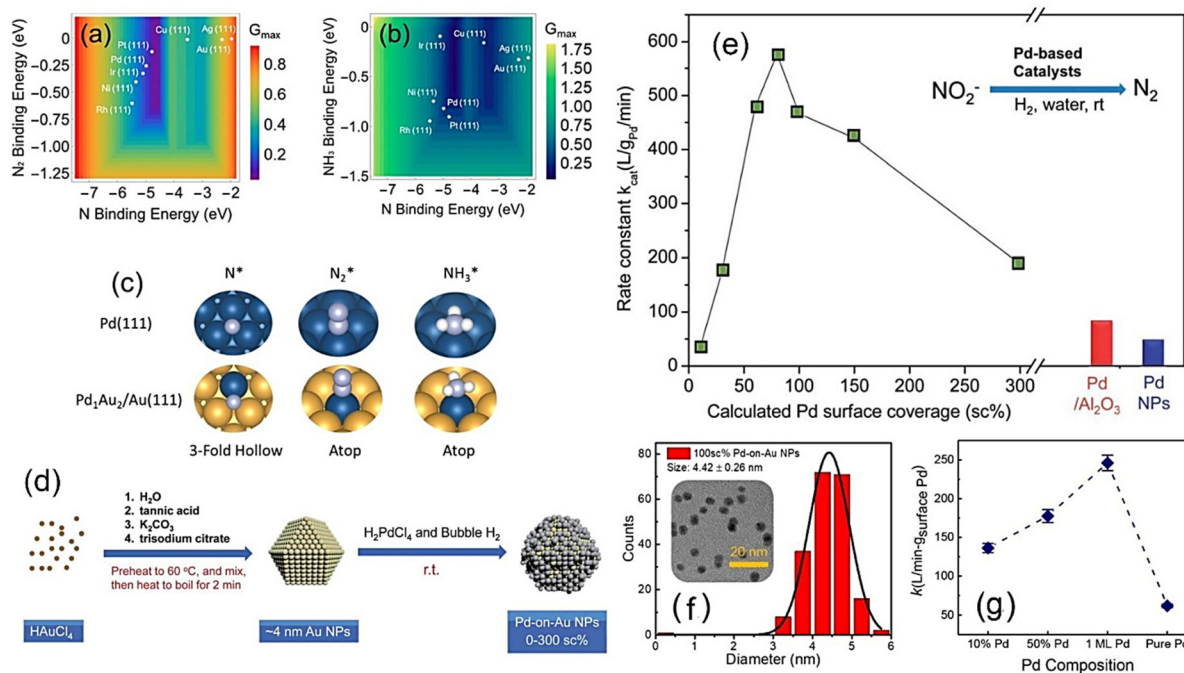 (a)
Cu (111)
Ag (111)
Pt (111)
Au (111)
Pd (111)
Ir (111)
Ni (111)
Rh (111)
N₂ Binding Energy (eV)
0
−0.25
−0.50
−0.75
−1.00
−1.25
−7 −6 −5 −4 −3 −2
N Binding Energy (eV)
Gmax
0.8
0.6
0.4
0.2
(b)
Ir (111)
Cu (111)
Ag (111)
Au (111)
Ni (111)
Pd (111)
Rh (111)
Pt (111)
NH₃ Binding Energy (eV)
0
−0.5
−1.0
−1.5
−7 −6 −5 −4 −3 −2
N Binding Energy (eV)
Gmax
1.75
1.50
1.25
1.00
0.75
0.50
0.25
(c)
N* N₂* NH₃*
Pd(111)
Pd₁Au₂/Au(111)
3-Fold Hollow Atop Atop
(d)
1. H₂O
2. tannic acid
3. K₂CO₃
4. trisodium citrate
Preheat to 60 °C, and mix,
then heat to boil for 2 min
H₂PdCl₄ and Bubble H₂
r.t.
HAuCl₄
~4 nm Au NPs
Pd-on-Au NPs
0-300 sc%
(e)
Pd-based
Catalysts
NO₂⁻ N₂
H₂, water, rt
Rate constant kcat(L/gPd/min)
600
500
400
300
200
100
0
0 50 100 150 200 250 300
Calculated Pd surface coverage (sc%)
Pd
/Al₂O₃
Pd
NPs
100sc% Pd-on-Au NPs
Size: 4.42 ± 0.26 nm
20 nm
(f)
Counts
80
60
40
20
0
0 1 2 3 4 5 6
Diameter (nm)
(g)
k(L/min-gsurface Pd)
250
200
150
100
50
10% Pd 50% Pd 1 ML Pd Pure Pd
Pd Composition